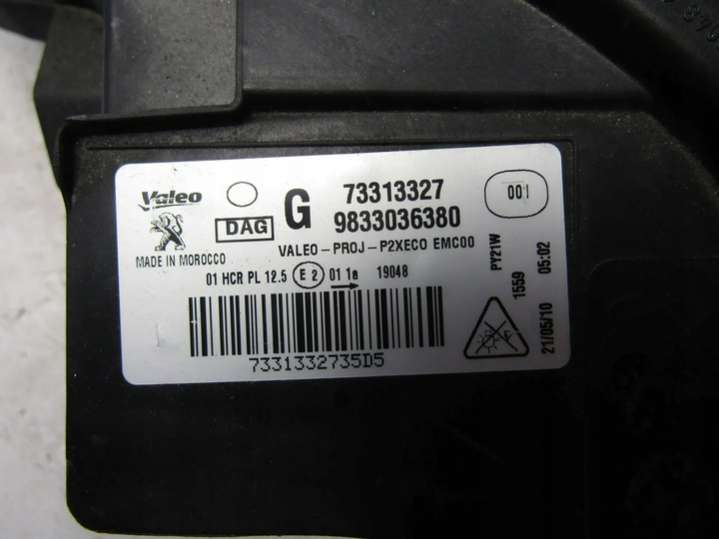 Valeo
DAG
G
73313327
9833036380
001
VALEO-PROJ-P2XECO EMC00
MADE IN MOROCCO
01 HCR PL 12.5 E 2 01 1a 19048
PY21W
1559
21/05/10 05:02
7331332735D5